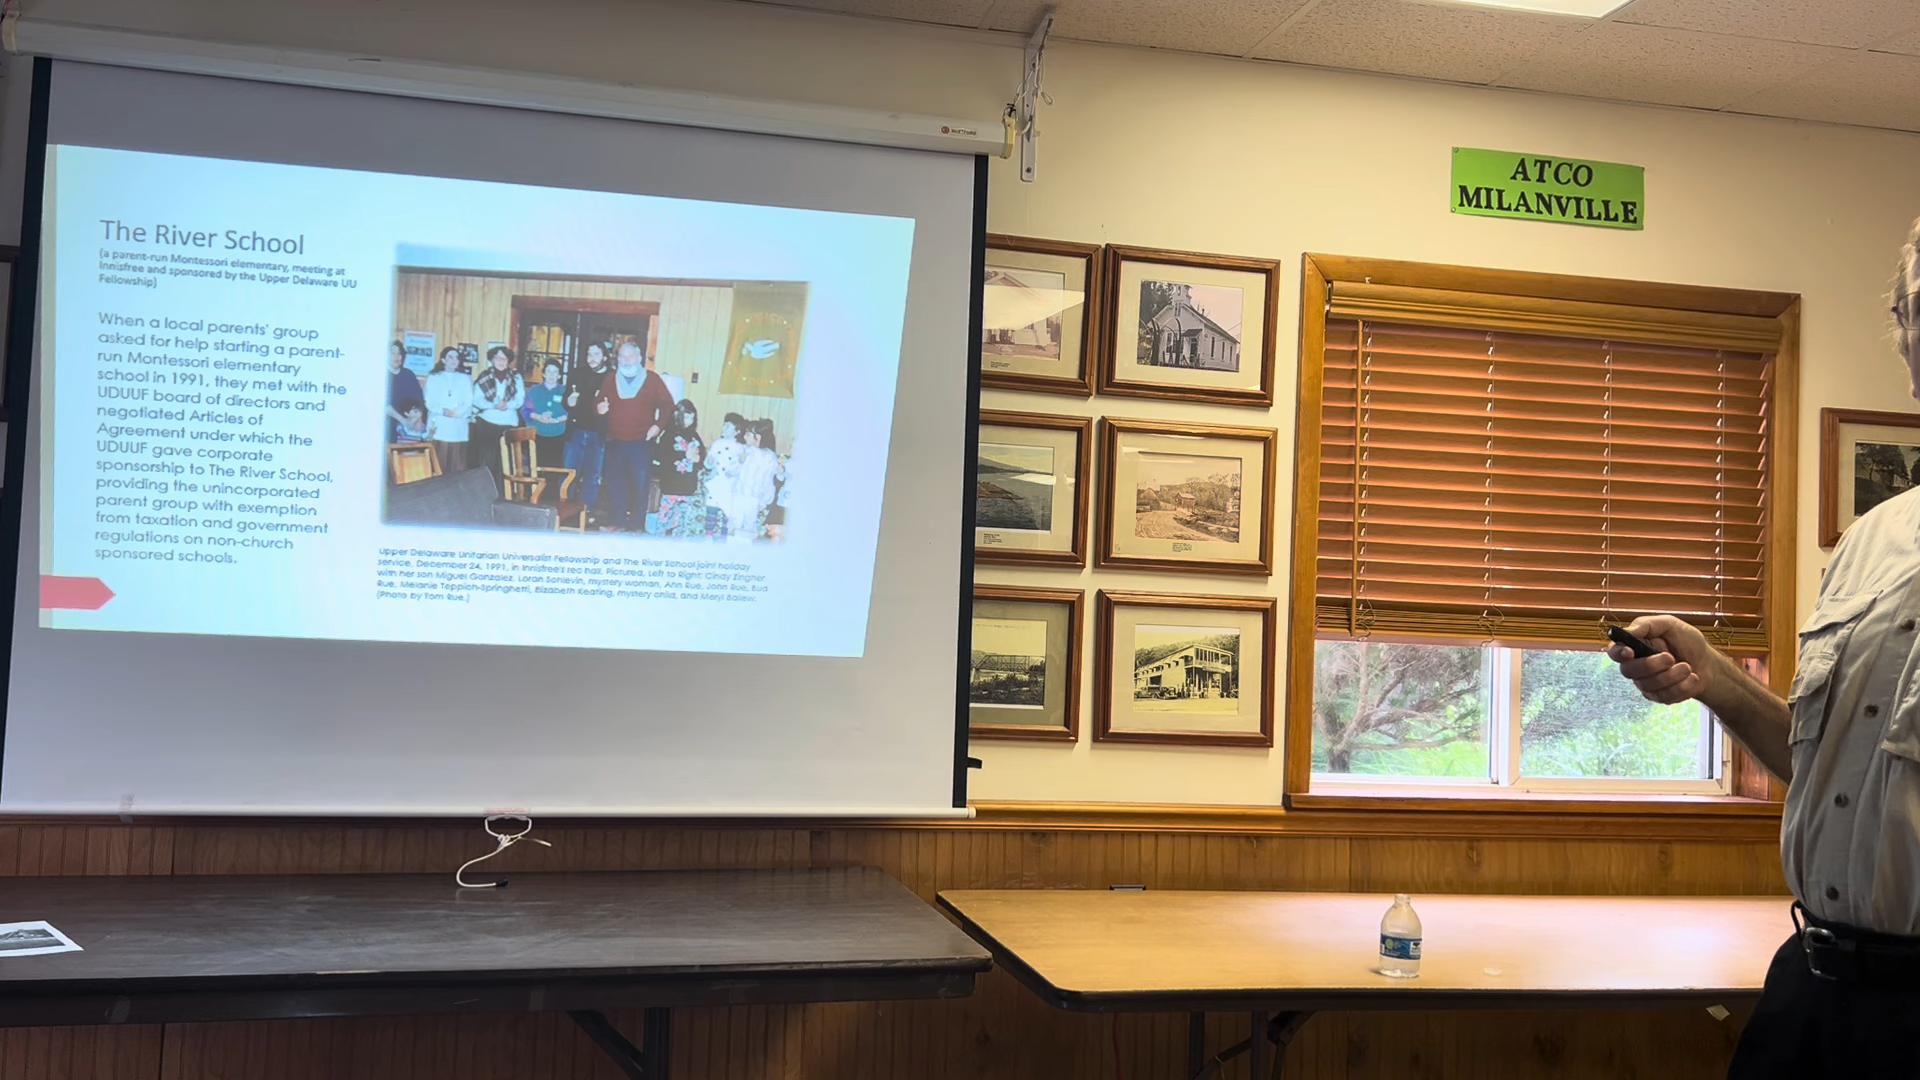 The River School
(a parent-run Montessori elementary, meeting at
Innisfree and sponsored by the Upper Delaware UU
Fellowship)
When a local parents' group
asked for help starting a parent-
run Montessori elementary
school in 1991, they met with the
UDUUF board of directors and
negotiated Articles of
Agreement under which the
UDUUF gave corporate
sponsorship to The River School,
providing the unincorporated
parent group with exemption
from taxation and government
regulations on non-church
sponsored schools.
Upper Delaware Unitarian Universalist Fellowship and The River School joint holiday
service, December 24, 1991, in Innisfree's rec hall. Pictured, Left to Right: Cindy Zingher
with her son Miguel Gonzalez, Loran mystery woman, Ann Rue, John Rue, Bud
Rue, Melanie Teppich-Springhetti, Elizabeth Keating, mystery child, and Meryl
(Photo by Tom Rue.)
ATCO
MILANVILLE